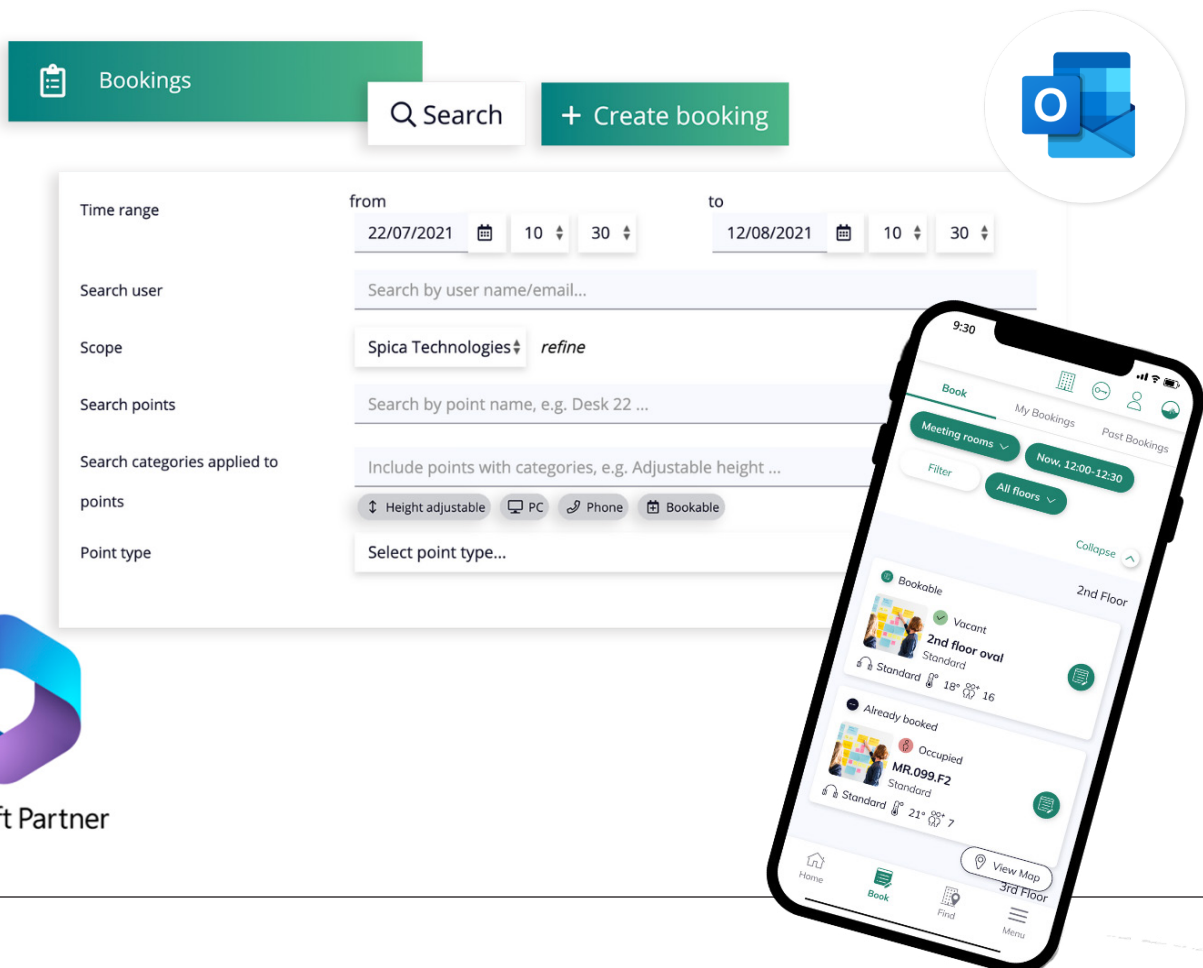 Bookings
Search
+ Create booking
O
Time range
from
to
22/07/2021 10 30
12/08/2021 10 30
Search user
Search by user name/email...
Scope
Spica Technologies refine
Search points
Search by point name, e.g. Desk 22 ...
Search categories applied to
points
Include points with categories, e.g. Adjustable height ...
Height adjustable PC Phone Bookable
Point type
Select point type...
ft Partner
9:30
Book My Bookings Past Bookings
Meeting rooms Now, 12:00-12:30
Filter All floors
Collapse
2nd Floor
Bookable
Vacant
2nd floor oval
Standard
Standard 18° 16
Already booked
Occupied
MR.099.F2
Standard
Standard 21° 7
View Map
3rd Floor
Home Book Find Menu